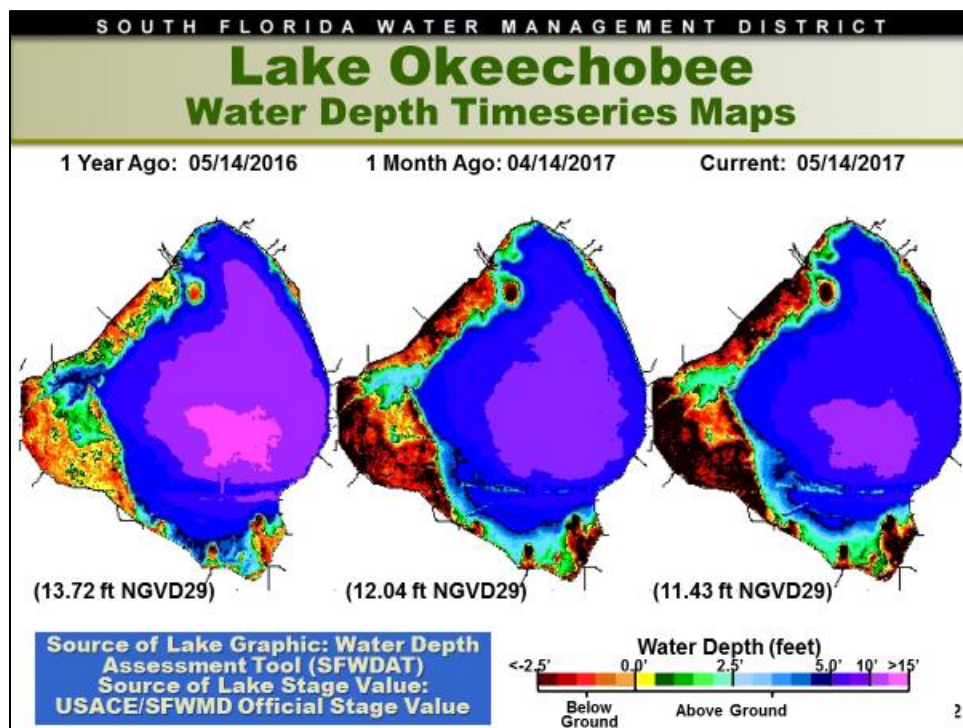 SOUTH FLORIDA WATER MANAGEMENT DISTRICT
Lake Okeechobee
Water Depth Timeseries Maps
1 Year Ago: 05/14/2016
1 Month Ago: 04/14/2017
Current: 05/14/2017
(13.72 ft NGVD29)
(12.04 ft NGVD29)
(11.43 ft NGVD29)
Source of Lake Graphic: Water Depth
Assessment Tool (SFWDAT)
Source of Lake Stage Value:
USACE/SFWMD Official Stage Value
Water Depth (feet)
<-2.5' 0.0' 2.5' 5.0' 10' >15'
Below
Ground
Above Ground
2